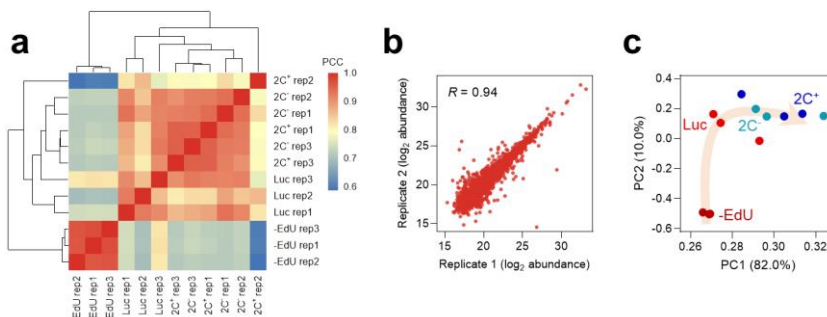 a
PCC
1.0
0.9
0.8
0.7
0.6
2C⁺ rep2
2C⁻ rep2
2C⁻ rep1
2C⁺ rep1
2C⁻ rep3
2C⁺ rep3
Luc rep3
Luc rep2
Luc rep1
-EdU rep3
-EdU rep1
-EdU rep2
EdU rep2
EdU rep1
EdU rep3
Luc rep1
Luc rep2
Luc rep3
2C⁺ rep3
2C⁻ rep3
2C⁺ rep1
2C⁻ rep1
2C⁻ rep2
2C⁺ rep2
b
R = 0.94
Replicate 2 (log₂ abundance)
30
25
20
15
15 20 25 30
Replicate 1 (log₂ abundance)
c
PC2 (10.0%)
0.4
0.2
0.0
-0.2
-0.4
-0.6
2C⁺
Luc
2C⁻
-EdU
0.26 0.28 0.30 0.32
PC1 (82.0%)